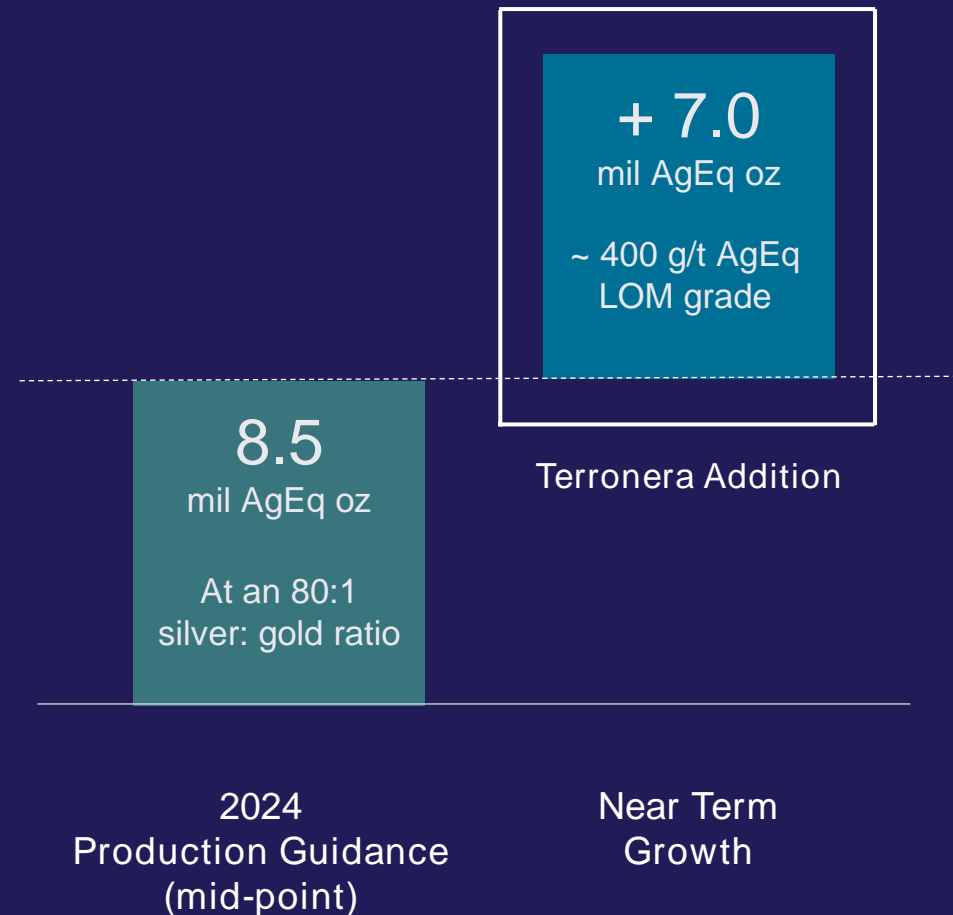 + 7.0
mil AgEq oz
~ 400 g/t AgEq
LOM grade
Terronera Addition
8.5
mil AgEq oz
At an 80:1
silver: gold ratio
2024
Production Guidance
(mid-point)
Near Term
Growth